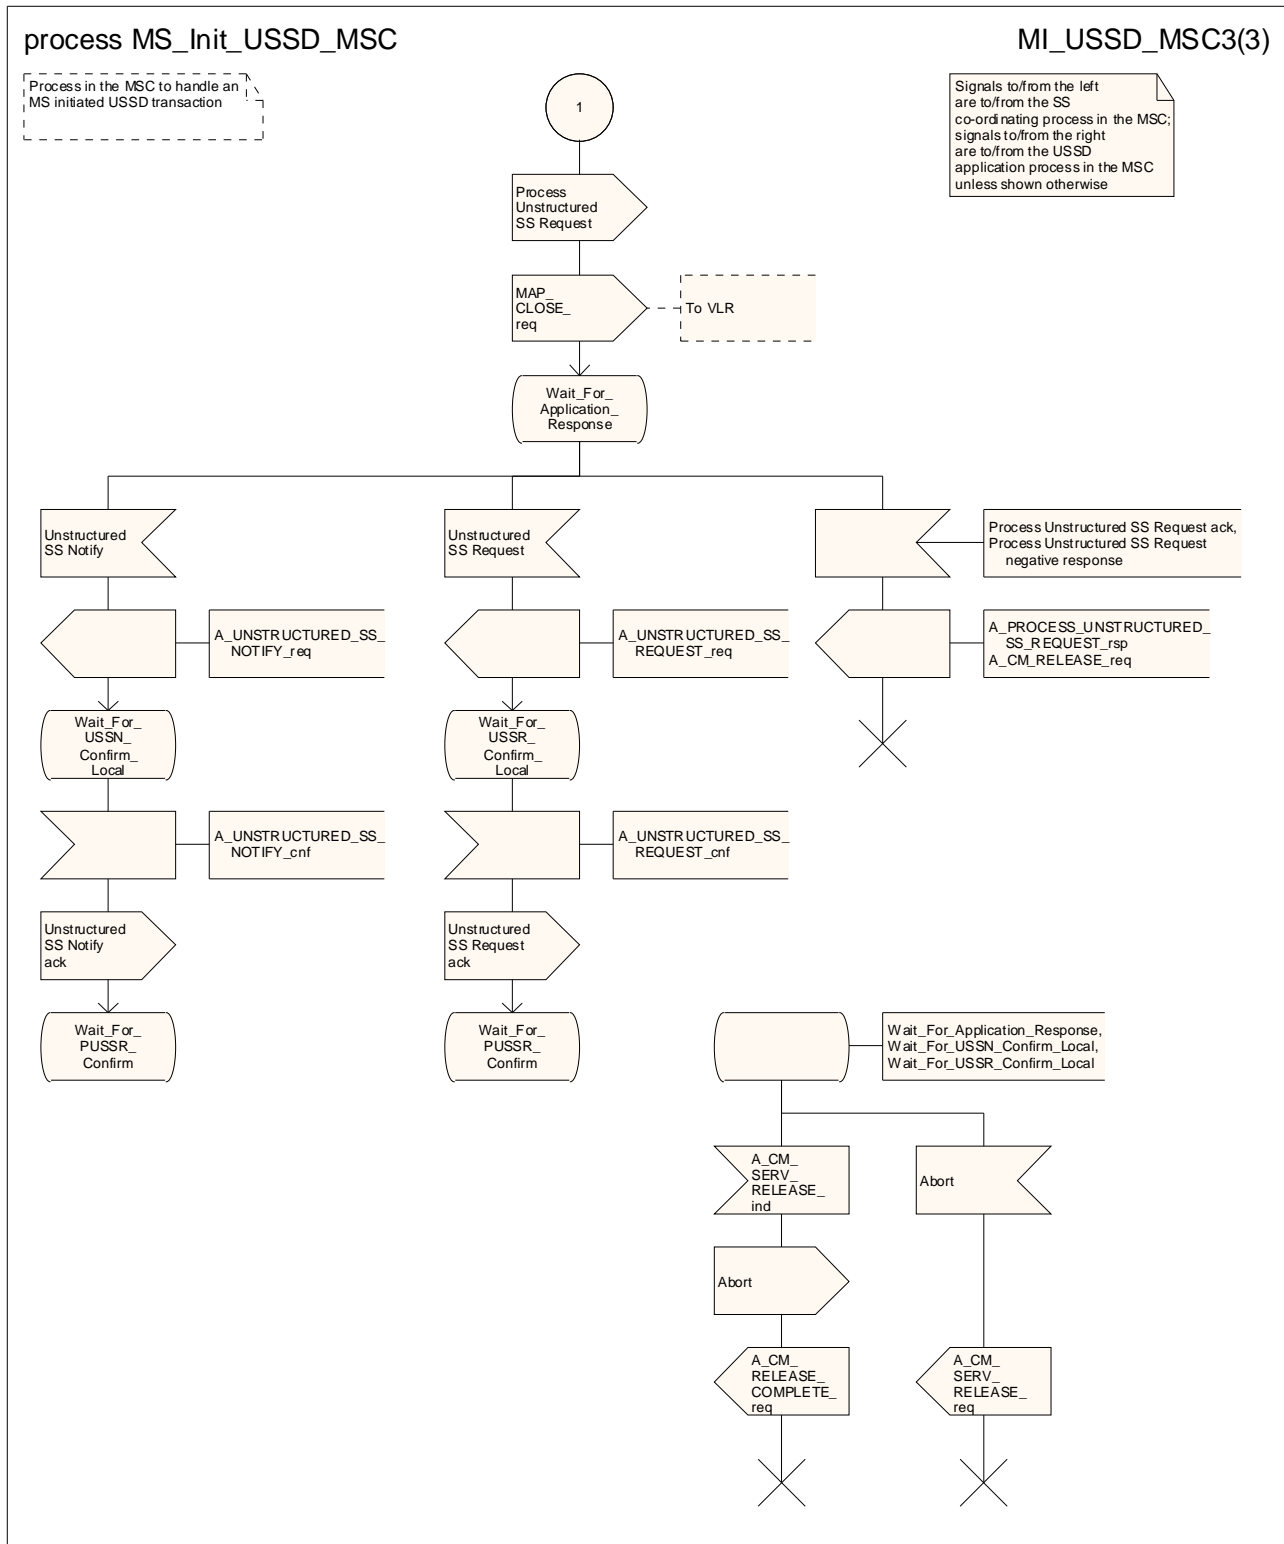 process MS_Init_USSD_MSC
MI_USSD_MSC3(3)
Process in the MSC to handle an
MS initiated USSD transaction
1
Signals to/from the left
are to/from the SS
co-ordinating process in the MSC;
signals to/from the right
are to/from the USSD
application process in the MSC
unless shown otherwise
Process
Unstructured
SS Request
MAP_
CLOSE_
req
To VLR
Wait_For_
Application_
Response
Unstructured
SS Notify
Unstructured
SS Request
Process Unstructured SS Request ack,
Process Unstructured SS Request
negative response
A_UNSTRUCTURED_SS_
NOTIFY_req
A_UNSTRUCTURED_SS_
REQUEST_req
A_PROCESS_UNSTRUCTURED_
SS_REQUEST_rsp
A_CM_RELEASE_req
Wait_For_
USSN_
Confirm_
Local
Wait_For_
USSR_
Confirm_
Local
A_UNSTRUCTURED_SS_
NOTIFY_cnf
A_UNSTRUCTURED_SS_
REQUEST_cnf
Unstructured
SS Notify
ack
Unstructured
SS Request
ack
Wait_For_
PUSSR_
Confirm
Wait_For_
PUSSR_
Confirm
Wait_For_Application_Response,
Wait_For_USSN_Confirm_Local,
Wait_For_USSR_Confirm_Local
A_CM_
SERV_
RELEASE_
ind
Abort
Abort
A_CM_
RELEASE_
COMPLETE_
req
A_CM_
SERV_
RELEASE_
req